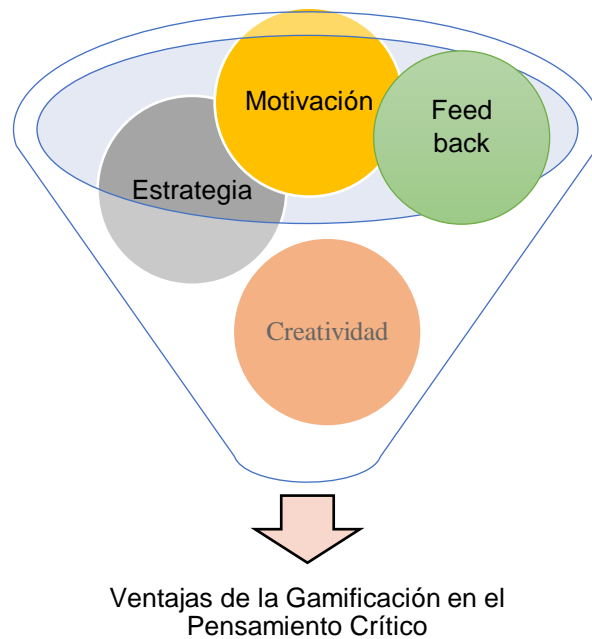 Motivación
Feed
back
Estrategia
Creatividad
Ventajas de la Gamificación en el
Pensamiento Crítico